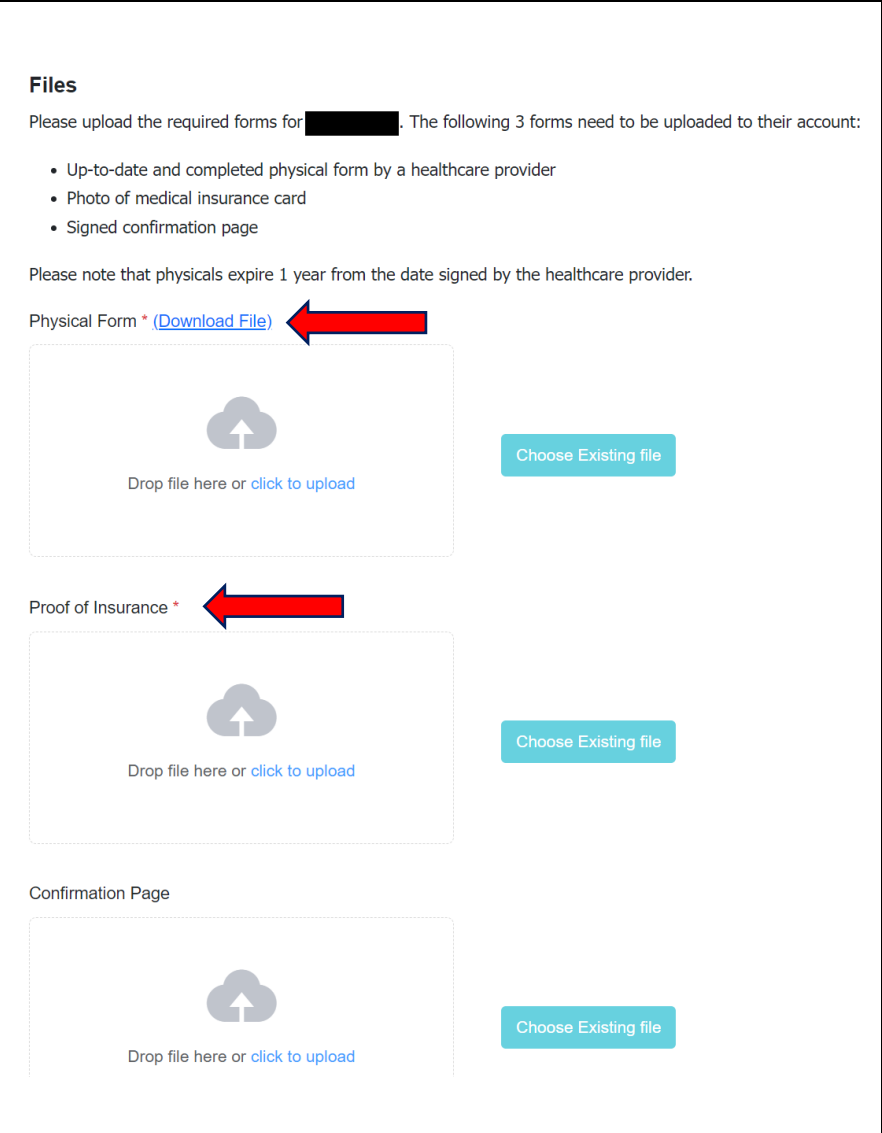 Files
Please upload the required forms for . The following 3 forms need to be uploaded to their account:
• Up-to-date and completed physical form by a healthcare provider
• Photo of medical insurance card
• Signed confirmation page
Please note that physicals expire 1 year from the date signed by the healthcare provider.
Physical Form * (Download File)
Drop file here or click to upload
Choose Existing file
Proof of Insurance *
Drop file here or click to upload
Choose Existing file
Confirmation Page
Drop file here or click to upload
Choose Existing file